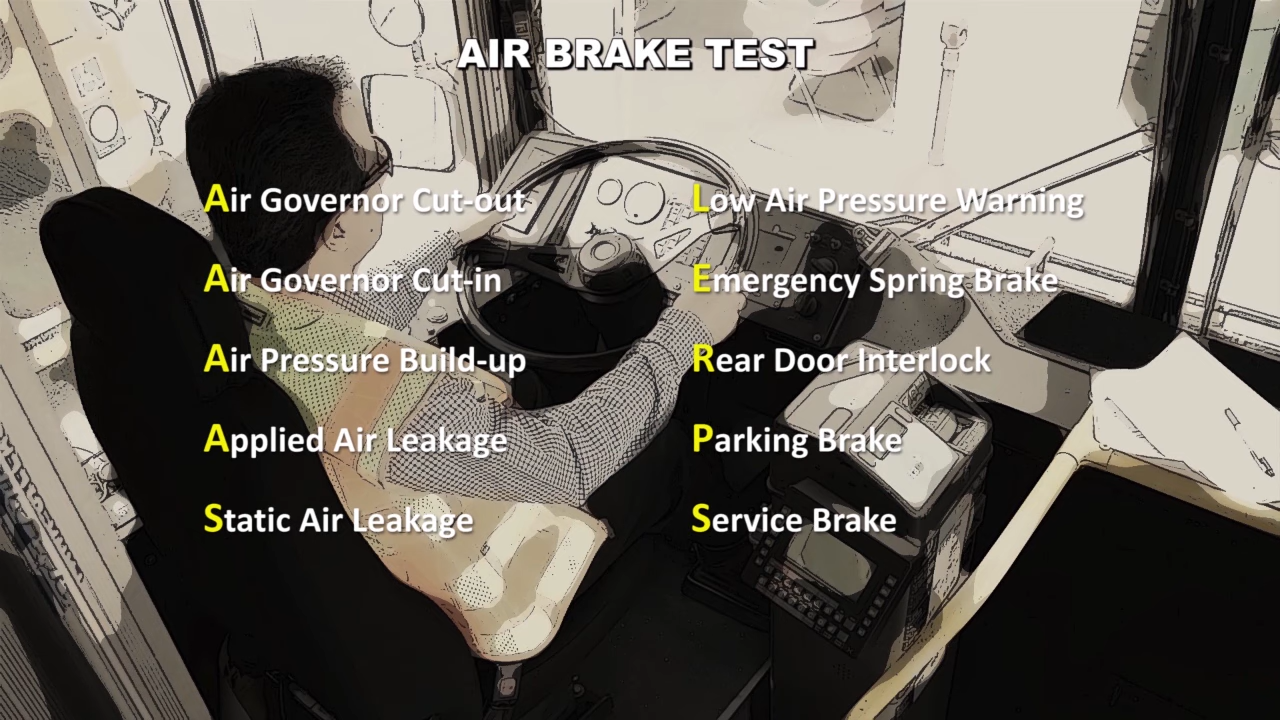 AIR BRAKE TEST
Air Governor Cut-out
Air Governor Cut-in
Air Pressure Build-up
Applied Air Leakage
Static Air Leakage
Low Air Pressure Warning
Emergency Spring Brake
Rear Door Interlock
Parking Brake
Service Brake